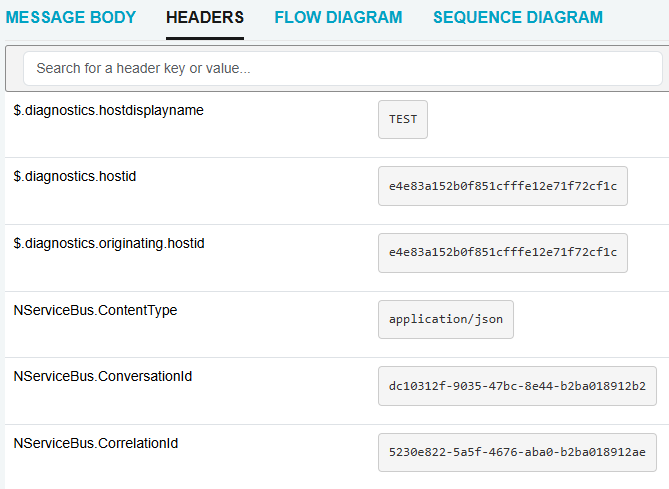 MESSAGE BODY HEADERS FLOW DIAGRAM SEQUENCE DIAGRAM
Search for a header key or value...
$.diagnostics.hostdisplayname TEST
$.diagnostics.hostid e4e83a152b0f851cfffe12e71f72cf1c
$.diagnostics.originating.hostid e4e83a152b0f851cfffe12e71f72cf1c
NServiceBus.ContentType application/json
NServiceBus.ConversationId dc10312f-9035-47bc-8e44-b2ba018912b2
NServiceBus.CorrelationId 5230e822-5a5f-4676-aba0-b2ba018912ae